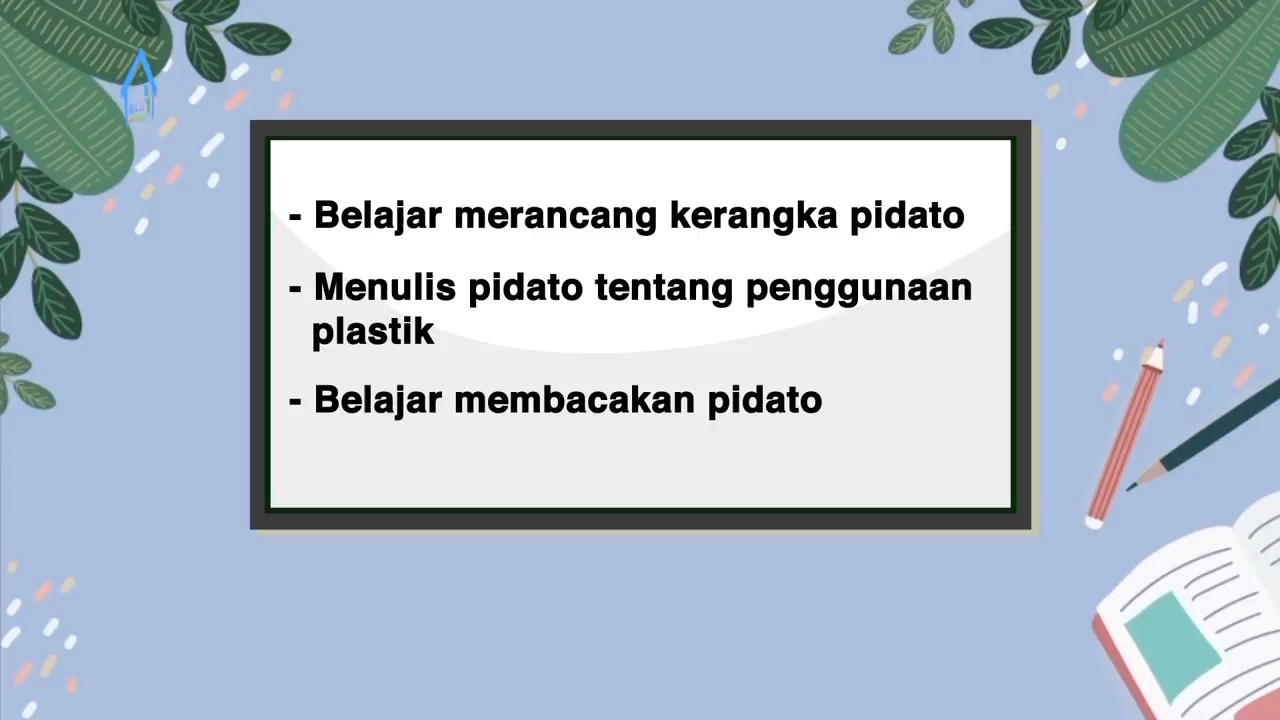 - Belajar merancang kerangka pidato
- Menulis pidato tentang penggunaan
plastik
- Belajar membacakan pidato